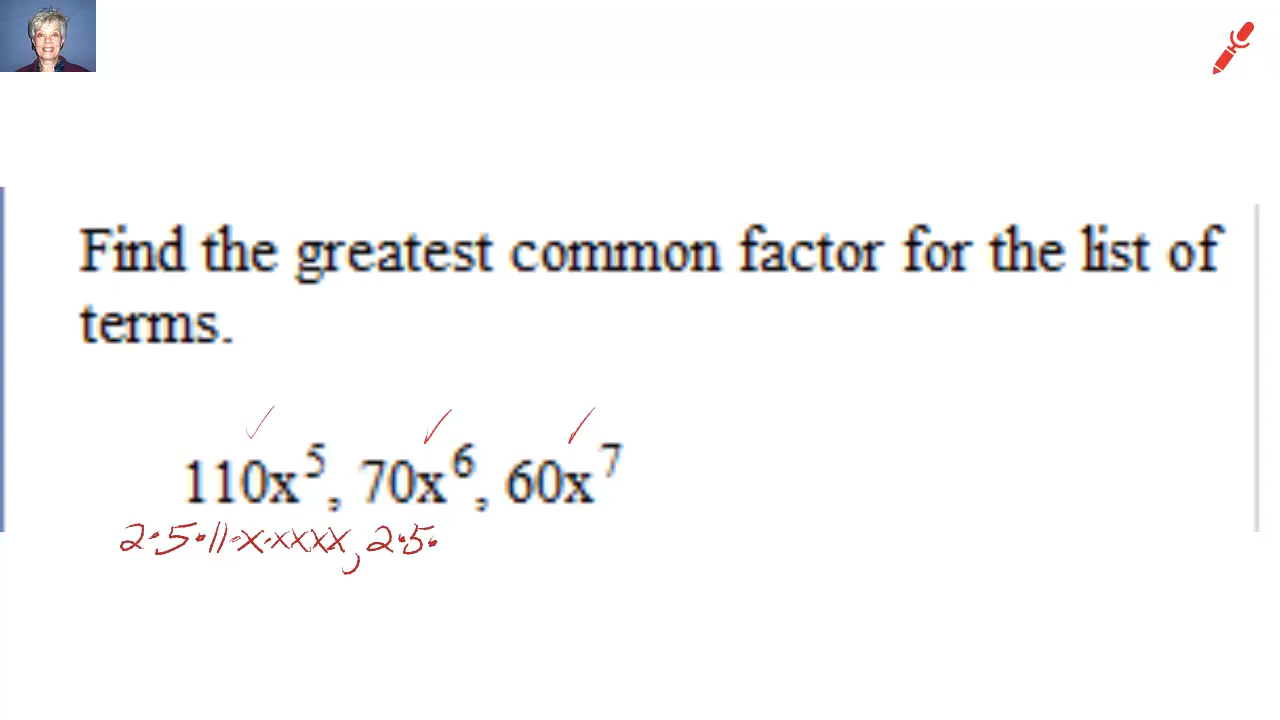 Find the greatest common factor for the list of
terms.
110x⁵, 70x⁶, 60x⁷
2·5·11·x·xxxx, 2·5·